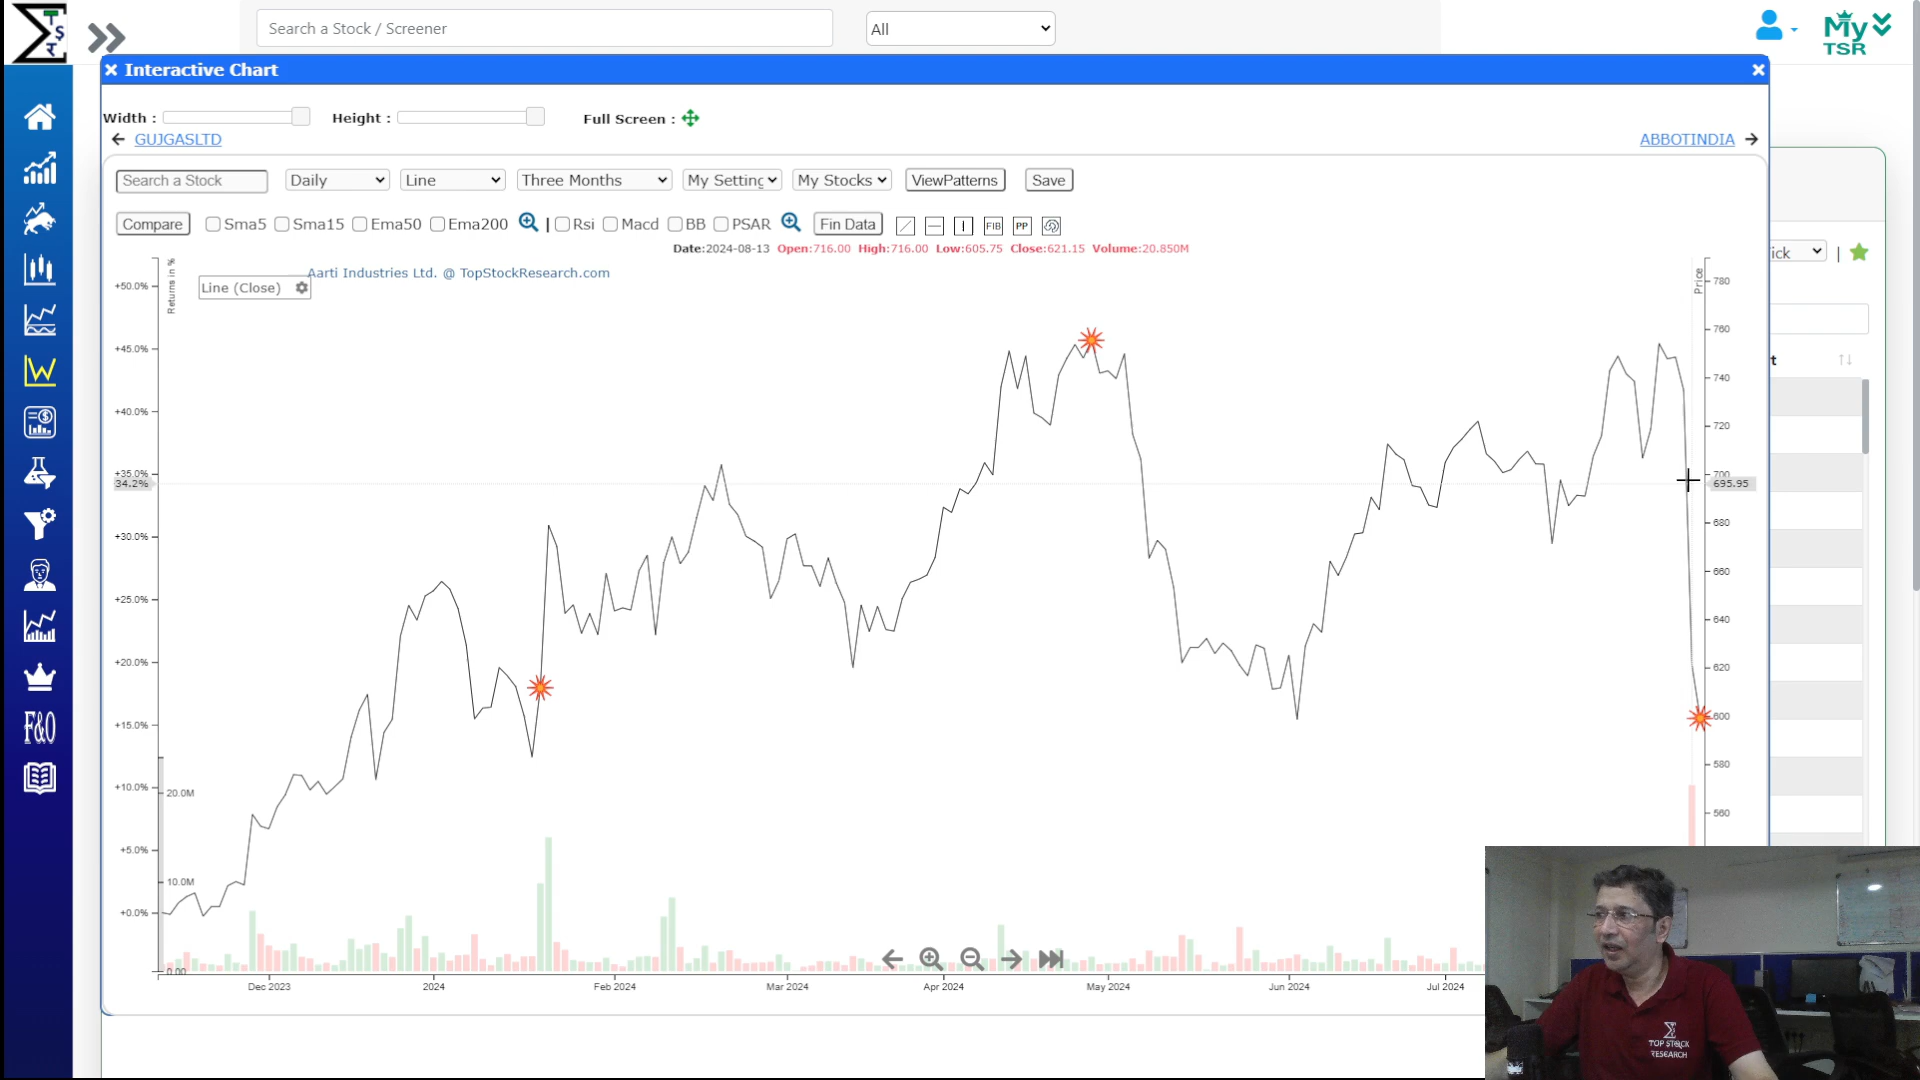 Search a Stock / Screener
All
My
TSR
Interactive Chart
Width :
Height :
Full Screen :
GUJGASLTD
ABBOTINDIA
Search a Stock
Daily
Line
Three Months
My Setting
My Stocks
ViewPatterns
Save
Compare
Sma5
Sma15
Ema50
Ema200
|
Rsi
Macd
BB
PSAR
Fin Data
FIB
PP
Date:2024-08-13 Open:716.00 High:716.00 Low:605.75 Close:621.15 Volume:20.850M
ick
|
Returns in %
Aarti Industries Ltd. @ TopStockResearch.com
Line (Close)
Price
+50.0%
+45.0%
+40.0%
+35.0%
34.2%
+30.0%
+25.0%
+20.0%
+15.0%
+10.0%
+5.0%
+0.0%
20.0M
10.0M
0.00
780
760
740
720
700
695.95
680
660
640
620
600
580
560
t
F&O
Dec 2023
2024
Feb 2024
Mar 2024
Apr 2024
May 2024
Jun 2024
Jul 2024
TOP STOCK
RESEARCH